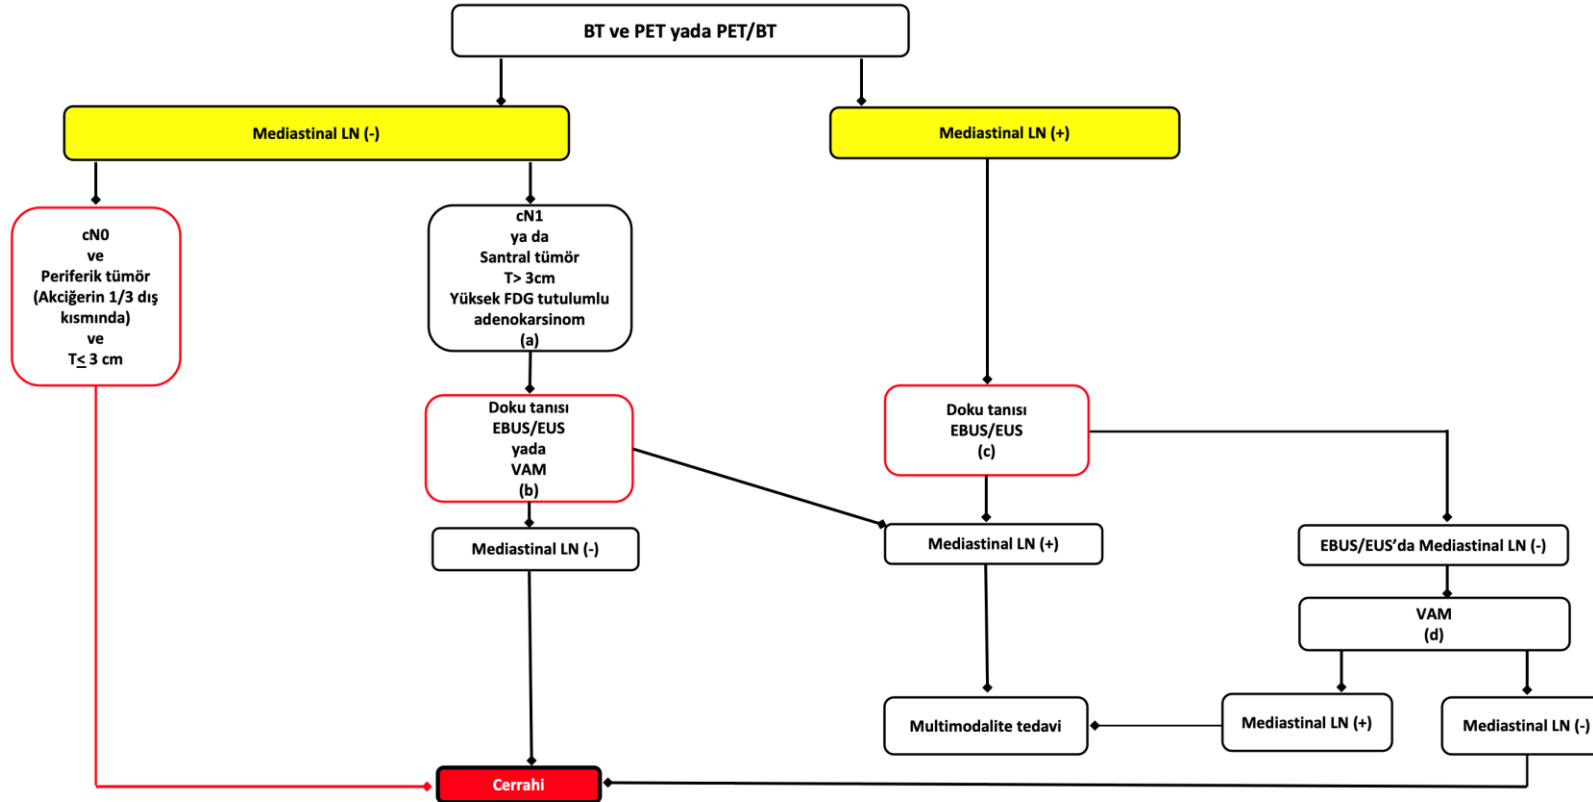 BT ve PET yada PET/BT
Mediastinal LN (-)
Mediastinal LN (+)
cN0
ve
Periferik tümör
(Akciğerin 1/3 dış
kısmında)
ve
T≤ 3 cm
cN1
ya da
Santral tümör
T> 3cm
Yüksek FDG tutulumlu
adenokarsinom
(a)
Doku tanısı
EBUS/EUS
yada
VAM
(b)
Doku tanısı
EBUS/EUS
(c)
Mediastinal LN (-)
Mediastinal LN (+)
EBUS/EUS’da Mediastinal LN (-)
VAM
(d)
Multimodalite tedavi
Mediastinal LN (+)
Mediastinal LN (-)
Cerrahi